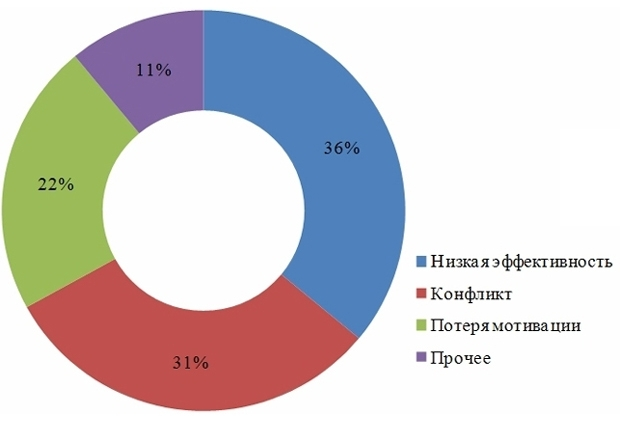 11%
36%
22%
31%
Низкая эффективность
Конфликт
Потеря мотивации
Прочее